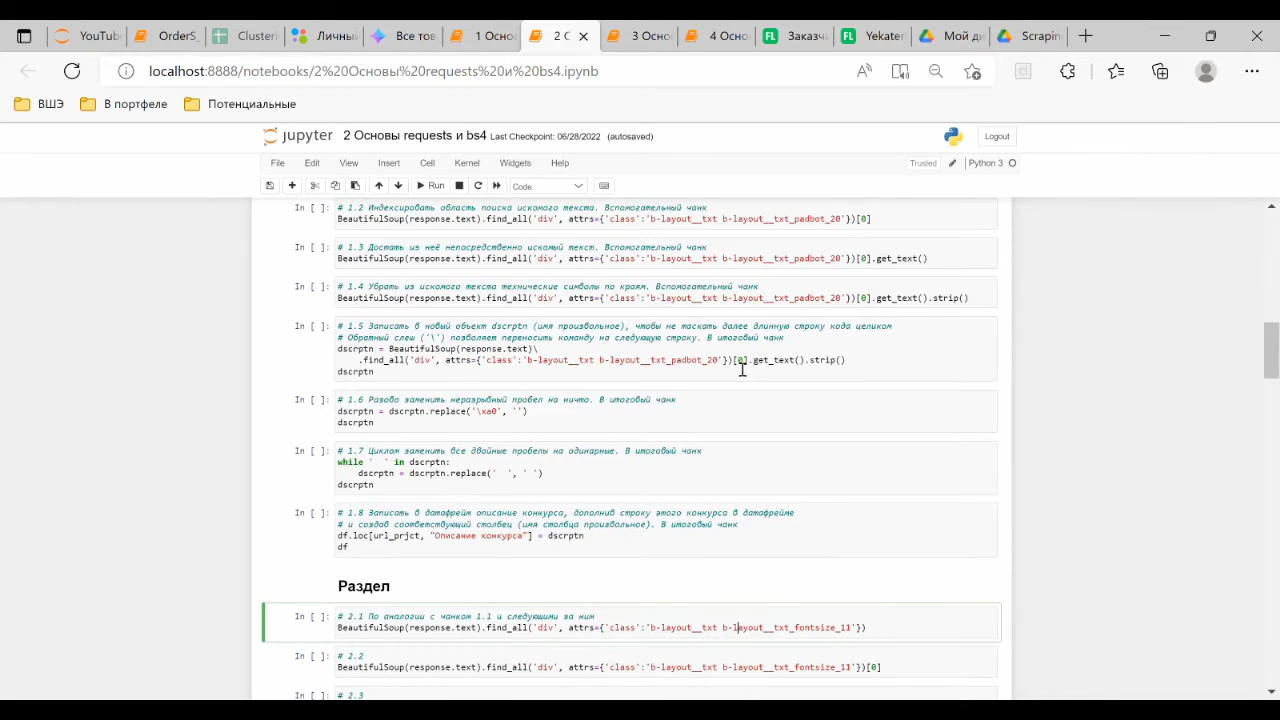 YouTub
OrderS
Clusteri
Личный
Все тов
1 Осно
2 О
3 Осно
4 Осно
FL Заказч
FL Yekater
Мой ди
Scrapin
localhost:8888/notebooks/2%20Основы%20requests%20и%20bs4.ipynb
ВШЭ
В портфеле
Потенциальные
jupyter 2 Основы requests и bs4 Last Checkpoint: 06/28/2022 (autosaved)
Logout
File Edit View Insert Cell Kernel Widgets Help
Trusted
Python 3
Run
Code
In [ ]: # 1.2 Индексировать область поиска искомого текста. Вспомогательный чанк
BeautifulSoup(response.text).find_all('div', attrs={'class':'b-layout__txt b-layout__txt_padbot_20'})[0]
In [ ]: # 1.3 Достать из неё непосредственно искомый текст. Вспомогательный чанк
BeautifulSoup(response.text).find_all('div', attrs={'class':'b-layout__txt b-layout__txt_padbot_20'})[0].get_text()
In [ ]: # 1.4 Убрать из искомого текста технические символы по краям. Вспомогательный чанк
BeautifulSoup(response.text).find_all('div', attrs={'class':'b-layout__txt b-layout__txt_padbot_20'})[0].get_text().strip()
In [ ]: # 1.5 Записать в новый объект dscrptn (имя произвольное), чтобы не таскать далее длинную строку кода целиком
# Обратный слеш ('\') позволяет переносить команду на следующую строку. В итоговый чанк
dscrptn = BeautifulSoup(response.text)\
.find_all('div', attrs={'class':'b-layout__txt b-layout__txt_padbot_20'})[0].get_text().strip()
dscrptn
In [ ]: # 1.6 Разово заменить неразрывный пробел на ничто. В итоговый чанк
dscrptn = dscrptn.replace('\xa0', '')
dscrptn
In [ ]: # 1.7 Циклом заменить все двойные пробелы на одинарные. В итоговый чанк
while '  ' in dscrptn:
dscrptn = dscrptn.replace('  ', ' ')
dscrptn
In [ ]: # 1.8 Записать в датафрейм описание конкурса, дополнив строку этого конкурса в датафрейме
# и создав соответствующий столбец (имя столбца произвольное). В итоговый чанк
df.loc[url_prjct, "Описание конкурса"] = dscrptn
df
Раздел
In [ ]: # 2.1 По аналогии с чанком 1.1 и следующими за ним
BeautifulSoup(response.text).find_all('div', attrs={'class':'b-layout__txt b-layout__txt_fontsize_11'})
In [ ]: # 2.2
BeautifulSoup(response.text).find_all('div', attrs={'class':'b-layout__txt b-layout__txt_fontsize_11'})[0]
In [ ]: # 2.3